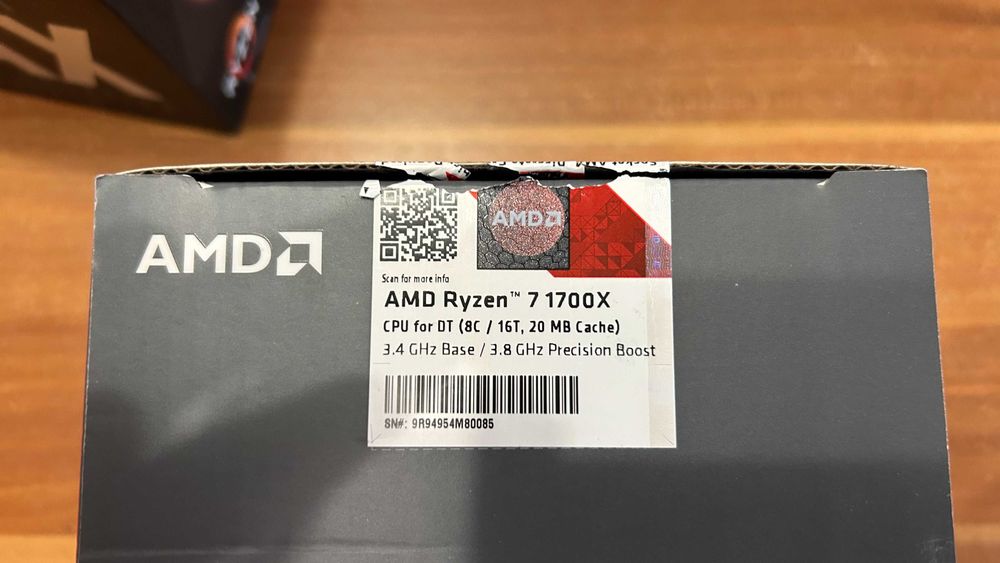 AMD
AMD
Scan for more info
AMD Ryzen™ 7 1700X
CPU for DT (8C / 16T, 20 MB Cache)
3.4 GHz Base / 3.8 GHz Precision Boost
SN#: 9R94954M80085